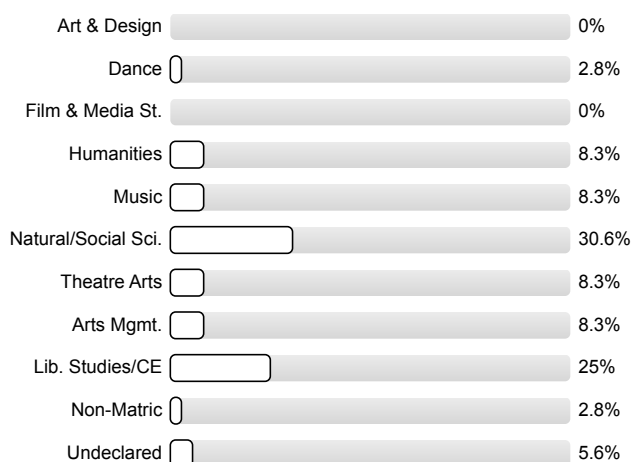 Art & Design 0%
Dance 2.8%
Film & Media St. 0%
Humanities 8.3%
Music 8.3%
Natural/Social Sci. 30.6%
Theatre Arts 8.3%
Arts Mgmt. 8.3%
Lib. Studies/CE 25%
Non-Matric 2.8%
Undeclared 5.6%